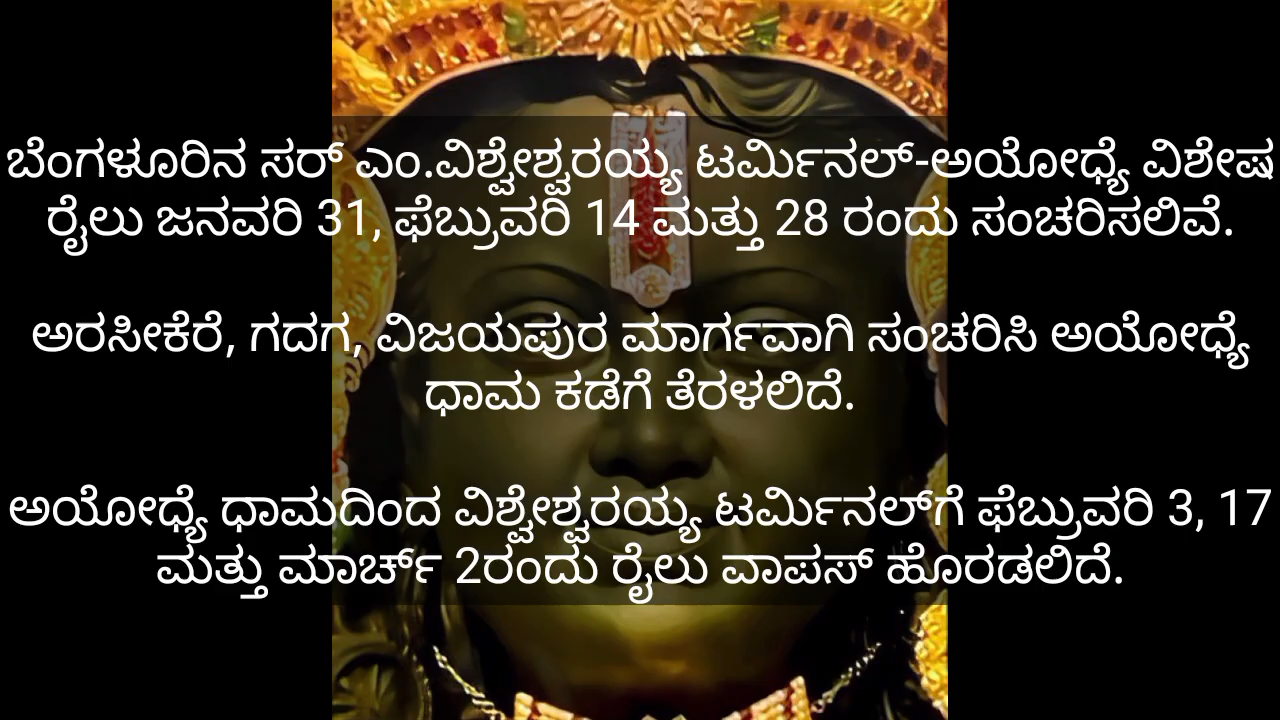 ಬೆಂಗಳೂರಿನ ಸರ್ ಎಂ.ವಿಶ್ವೇಶ್ವರಯ್ಯ ಟರ್ಮಿನಲ್-ಅಯೋಧ್ಯೆ ವಿಶೇಷ
ರೈಲು ಜನವರಿ 31, ಫೆಬ್ರುವರಿ 14 ಮತ್ತು 28 ರಂದು ಸಂಚರಿಸಲಿವೆ.
ಅರಸೀಕೆರೆ, ಗದಗ, ವಿಜಯಪುರ ಮಾರ್ಗವಾಗಿ ಸಂಚರಿಸಿ ಅಯೋಧ್ಯೆ
ಧಾಮ ಕಡೆಗೆ ತೆರಳಲಿದೆ.
ಅಯೋಧ್ಯೆ ಧಾಮದಿಂದ ವಿಶ್ವೇಶ್ವರಯ್ಯ ಟರ್ಮಿನಲ್‌ಗೆ ಫೆಬ್ರುವರಿ 3, 17
ಮತ್ತು ಮಾರ್ಚ್ 2ರಂದು ರೈಲು ವಾಪಸ್ ಹೊರಡಲಿದೆ.